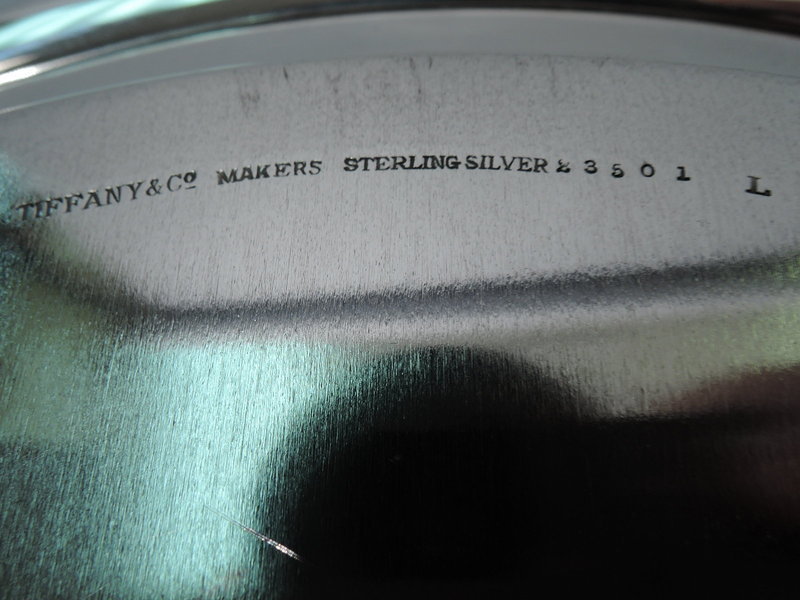 TIFFANY & Cº MAKERS STERLING SILVER 23501 L